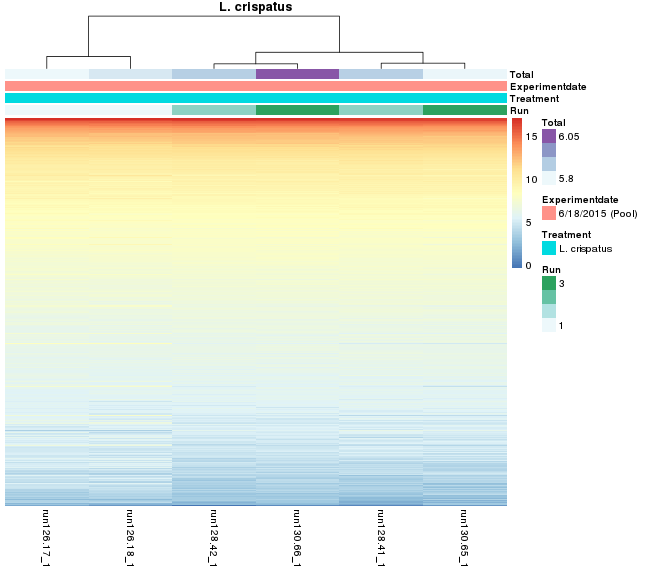 L. crispatus
Total
Experimentdate
Treatment
Run
15
10
5
0
Total
6.05
5.8
Experimentdate
6/18/2015 (Pool)
Treatment
L. crispatus
Run
3
1
run126.17_1
run126.18_1
run128.42_1
run130.66_1
run128.41_1
run130.65_1